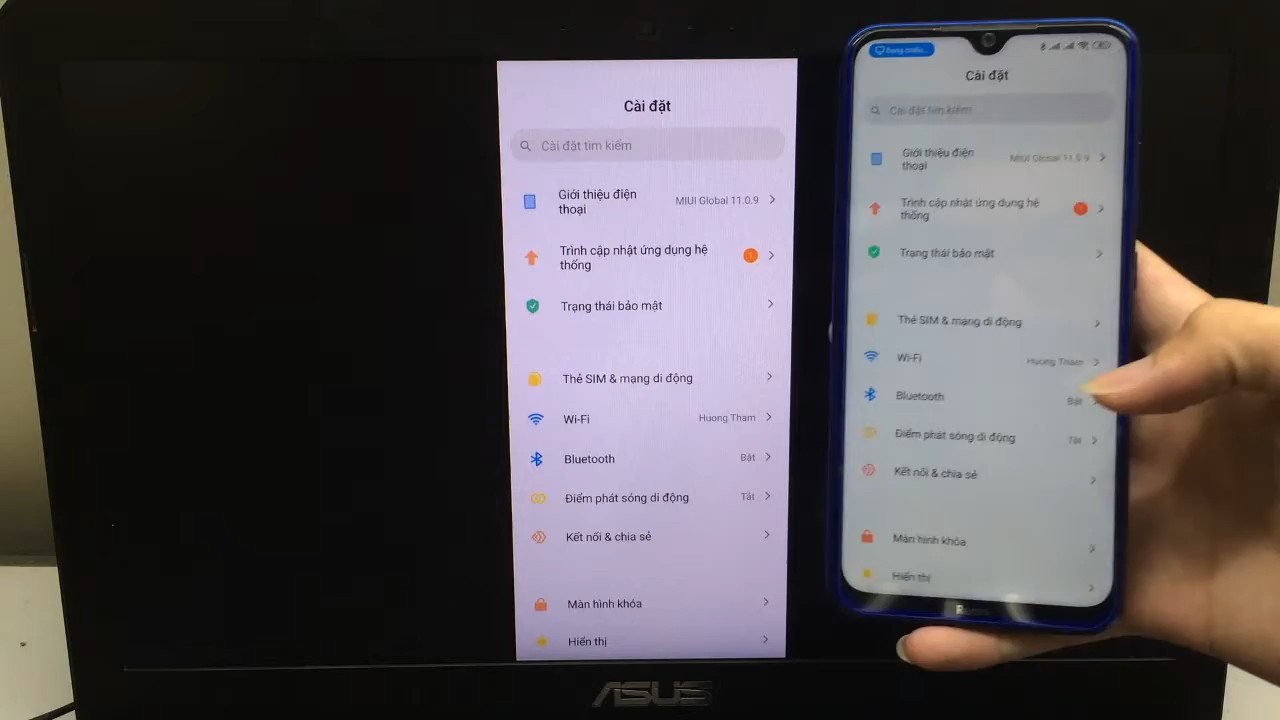 Cài đặt
Cài đặt tìm kiếm
Giới thiệu điện
thoại
MIUI Global 11.0.9
Trình cập nhật ứng dụng hệ
thống
Trạng thái bảo mật
Thẻ SIM & mạng di động
Wi-Fi
Huong Tham
Bluetooth
Bật
Điểm phát sóng di động
Tắt
Kết nối & chia sẻ
Màn hình khóa
Hiển thị
ASUS
Cài đặt
Cài đặt tìm kiếm
Giới thiệu điện
thoại
MIUI Global 11.0.9
Trình cập nhật ứng dụng hệ
thống
Trạng thái bảo mật
Thẻ SIM & mạng di động
Wi-Fi
Huong Tham
Bluetooth
Bật
Điểm phát sóng di động
Tắt
Kết nối & chia sẻ
Màn hình khóa
Hiển thị